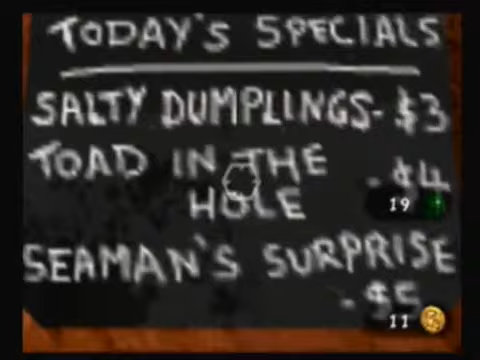 TODAY'S SPECIALS
SALTY DUMPLINGS- $3
TOAD IN THE
HOLE - $4
19
SEAMAN'S SURPRISE
- $5
11